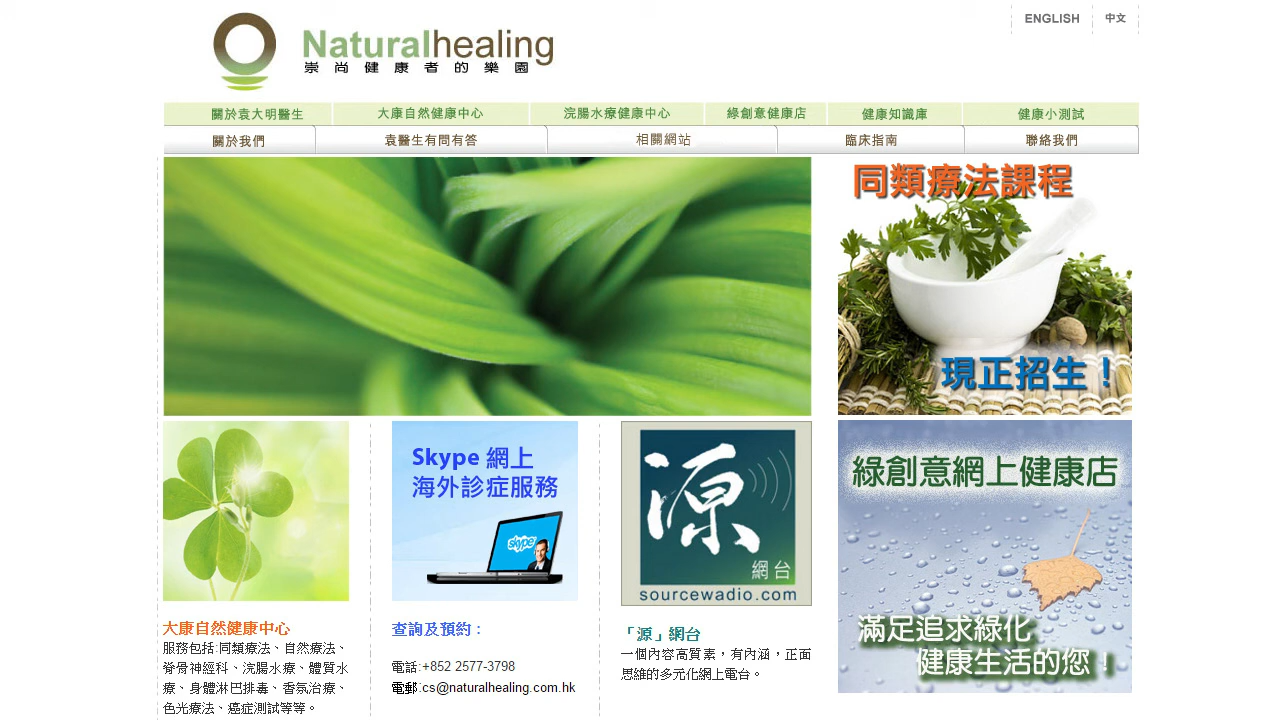 ENGLISH 中文
Naturalhealing
崇尚健康者的樂園
關於袁大明醫生 大康自然健康中心 浣腸水療健康中心 綠創意健康店 健康知識庫 健康小測試
關於我們 袁醫生有問有答 相關網站 臨床指南 聯絡我們
同類療法課程
現正招生！
Skype 網上
海外診症服務
skype
源
網台
sourcewadio.com
綠創意網上健康店
滿足追求綠化
健康生活的您！
大康自然健康中心
服務包括:同類療法、自然療法、
脊骨神經科、浣腸水療、體質水
療、身體淋巴排毒、香氛治療、
色光療法、癌症測試等等。
查詢及預約：
電話:+852 2577-3798
電郵:cs@naturalhealing.com.hk
「源」網台
一個內容高質素，有內涵，正面
思維的多元化網上電台。